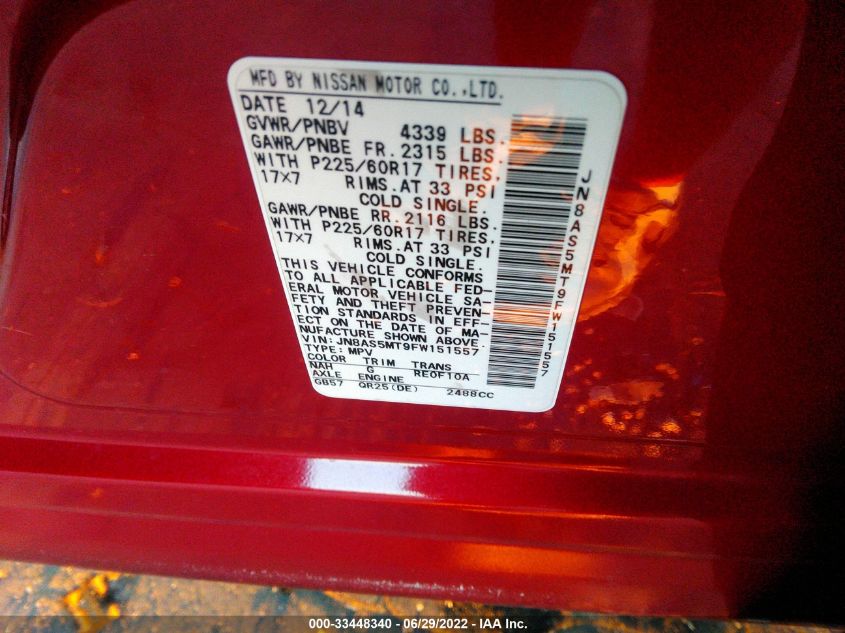 MFD BY NISSAN MOTOR CO.,LTD.
DATE 12/14
GVWR/PNBV 4339 LBS.
GAWR/PNBE FR. 2315 LBS.
WITH P225/60R17 TIRES,
17X7 RIMS.AT 33 PSI
COLD SINGLE.
GAWR/PNBE RR. 2116 LBS.
WITH P225/60R17 TIRES,
17X7 RIMS.AT 33 PSI
COLD SINGLE.
THIS VEHICLE CONFORMS
TO ALL APPLICABLE FED-
ERAL MOTOR VEHICLE SA-
FETY AND THEFT PREVEN-
TION STANDARDS IN EFF-
ECT ON THE DATE OF MA-
NUFACTURE SHOWN ABOVE.
VIN: JN8AS5MT9FW151557
TYPE: MPV
COLOR TRIM TRANS
NAH G RE0F10A
AXLE ENGINE
GB57 QR25(DE) 2488CC
JN8AS5MT9FW151557
000-33448340 - 06/29/2022 - IAA Inc.